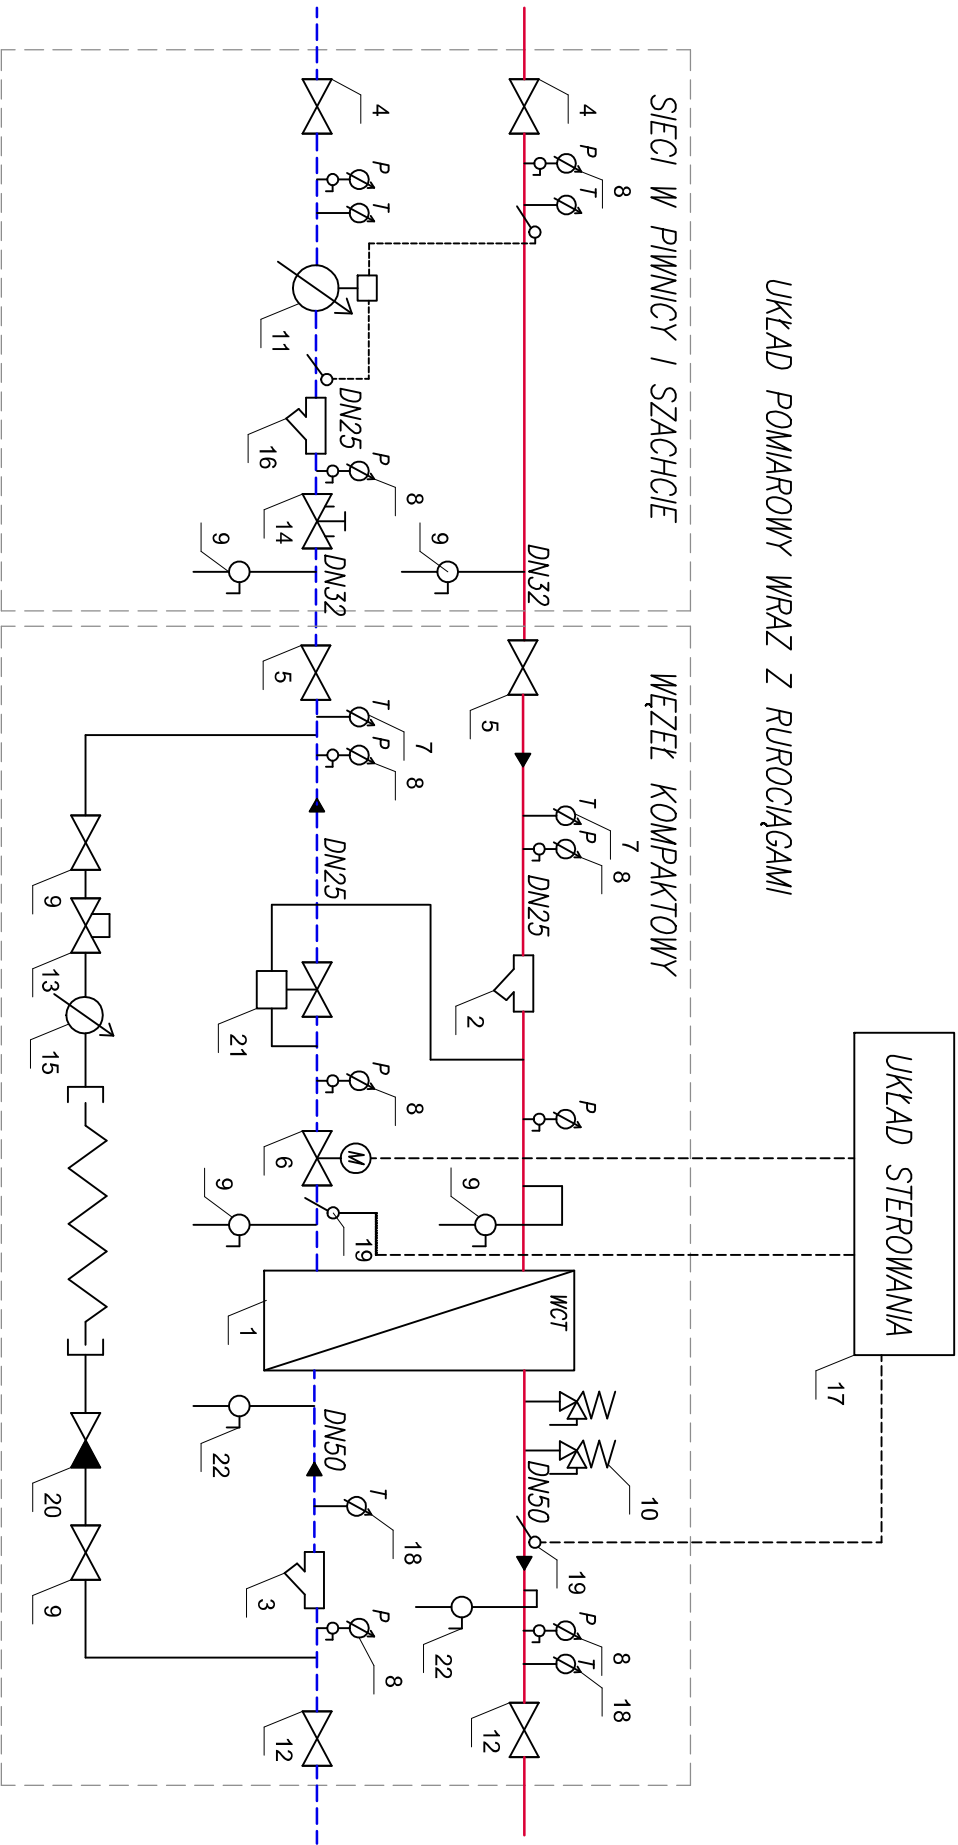 UKŁAD STEROWANIA
17
UKŁAD POMIAROWY WRAZ Z RUROCIĄGAMI
SIECI W PIWNICY I SZACHCIE
WĘZEŁ KOMPAKTOWY
4
P
8
T
T
7
P
8
P
WCT
10
19
P
8
T
18
DN32
DN25
DN50
5
2
12
9
9
22
4
P
T
P
8
T
7
P
8
P
8
M
19
T
18
P
8
DN25
DN32
DN25
DN50
11
16
14
5
21
6
1
3
12
9
9
22
9
13
15
20
9